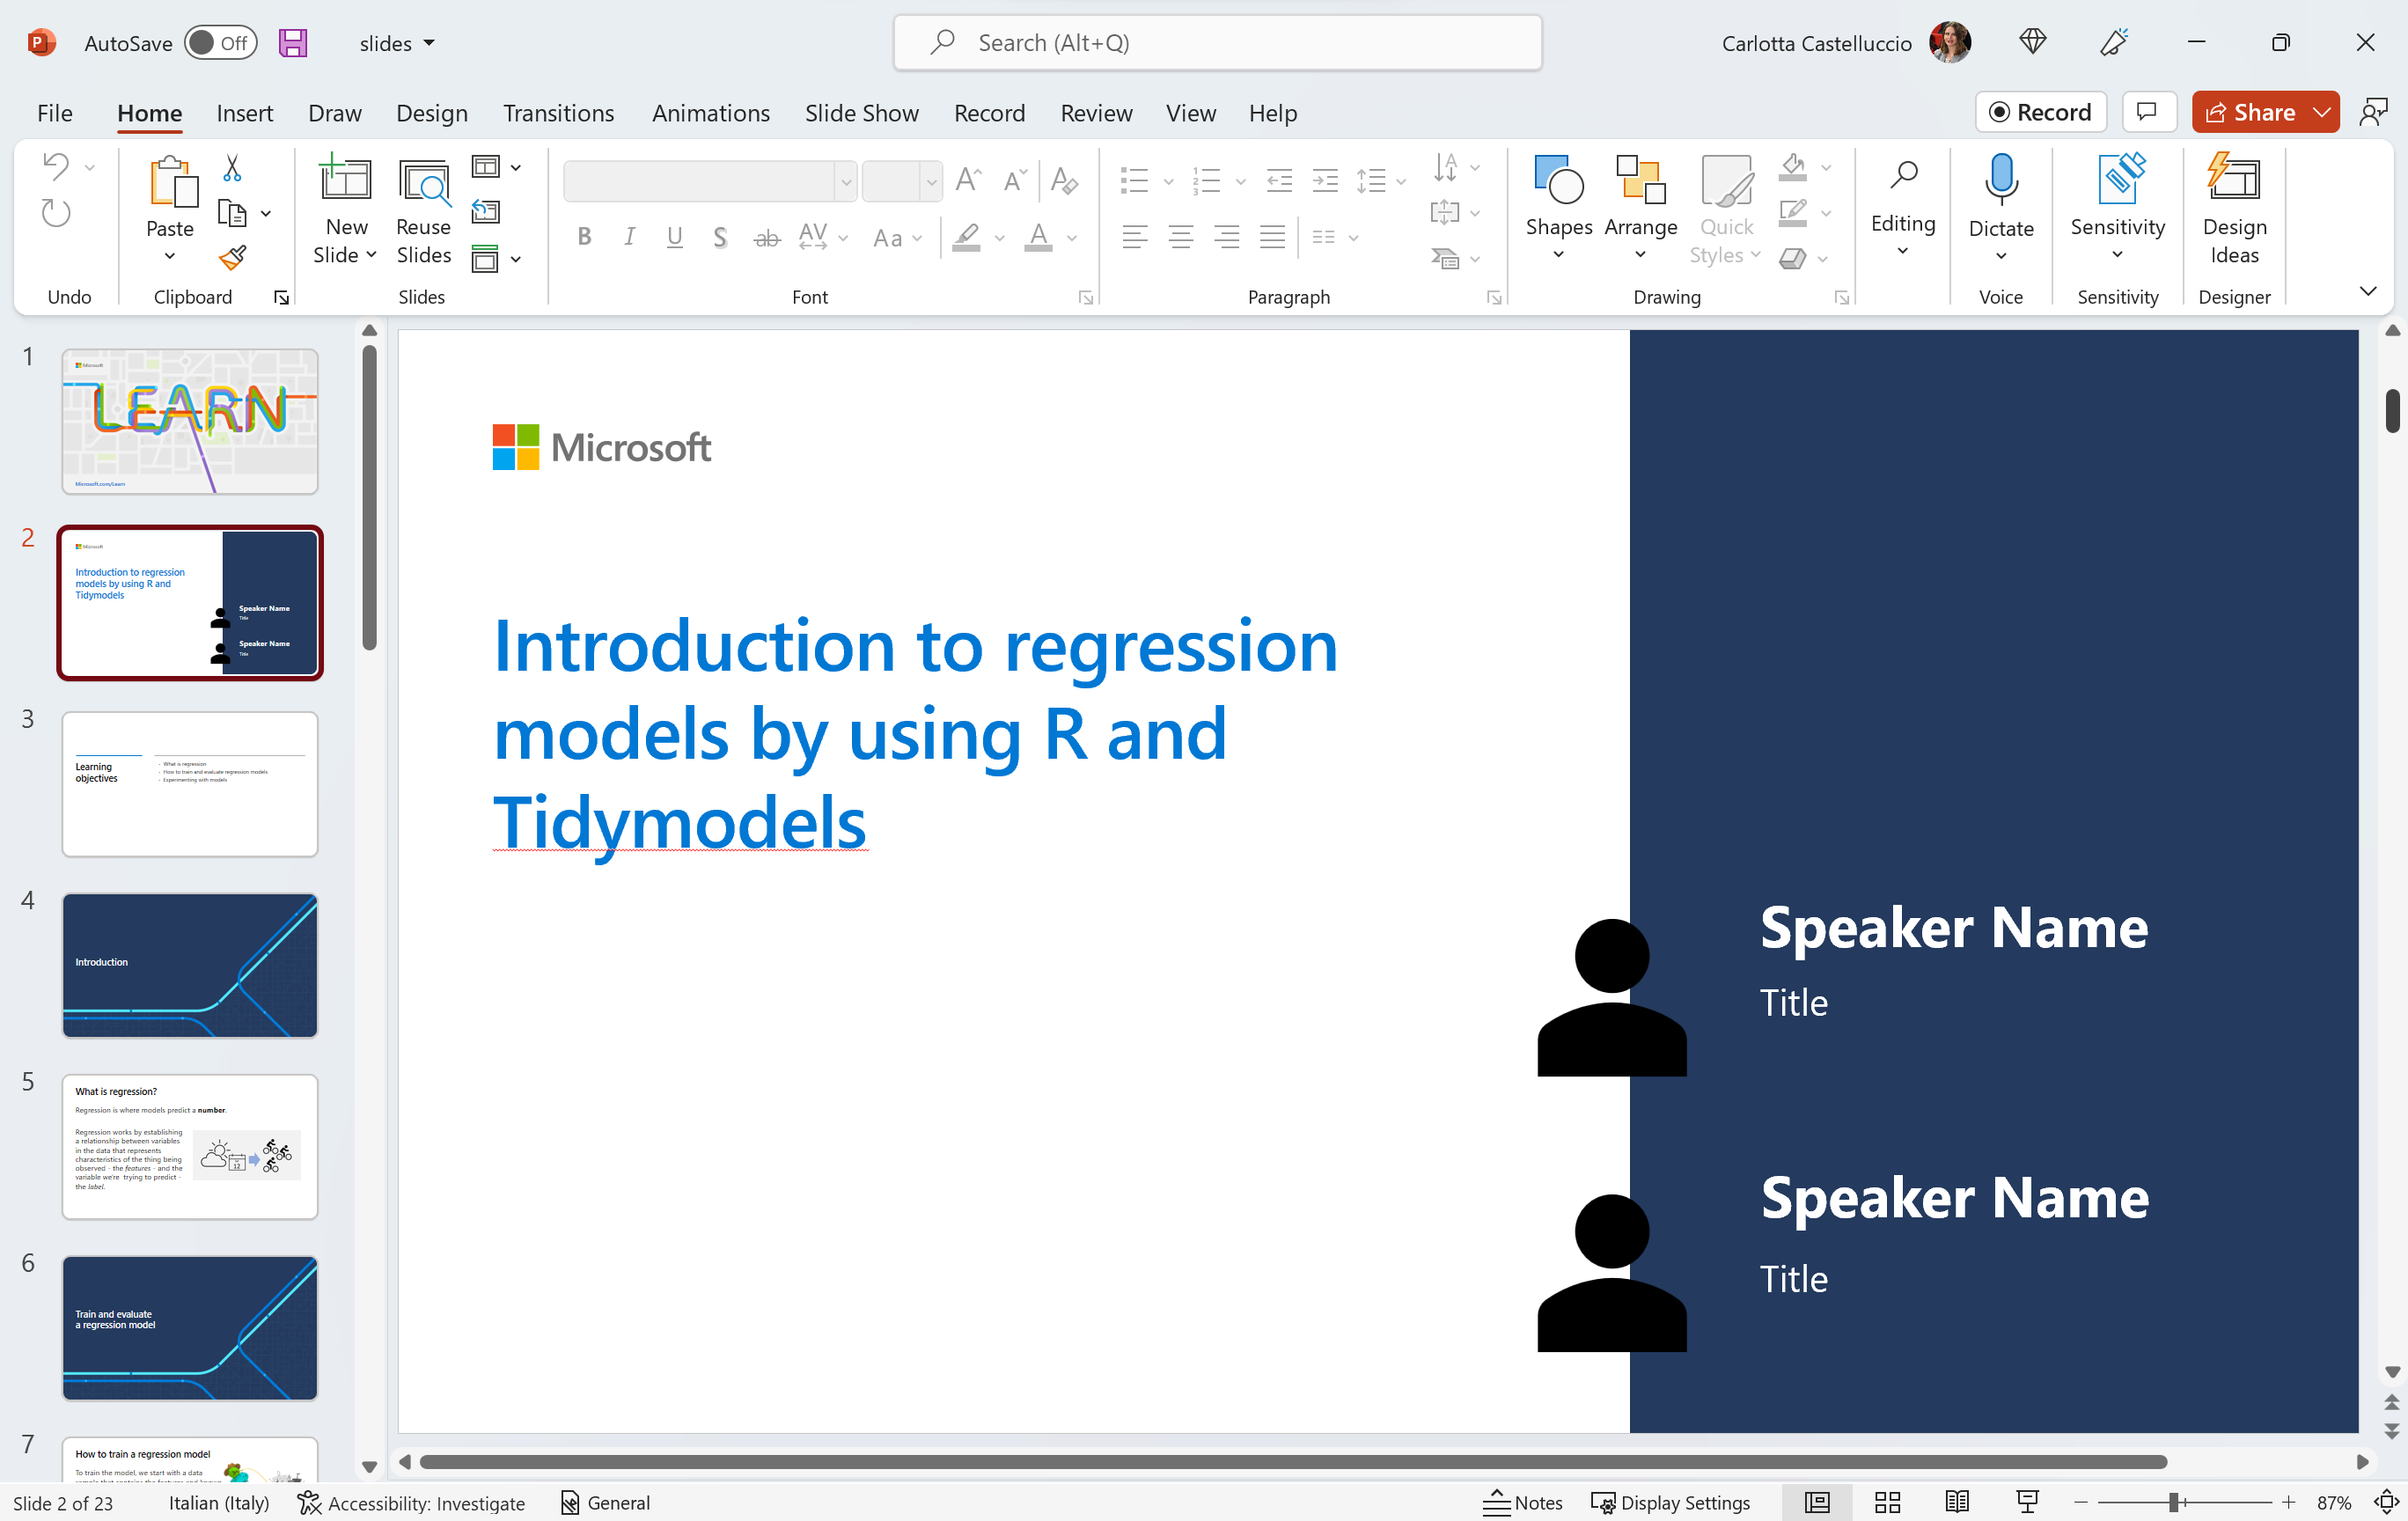 AutoSave Off slides Search (Alt+Q) Carlotta Castelluccio
File Home Insert Draw Design Transitions Animations Slide Show Record Review View Help Record Share
Paste New Slide Reuse Slides Shapes Arrange Quick Styles Editing Dictate Sensitivity Design Ideas
Undo Clipboard Slides Font Paragraph Drawing Voice Sensitivity Designer
1
Microsoft
LEARN
Microsoft.com/Learn
2
Microsoft
Introduction to regression
models by using R and
Tidymodels
Speaker Name
Title
Speaker Name
Title
3
Learning
objectives
What is regression
How to train and evaluate regression models
Experimenting with models
4
Introduction
5
What is regression?
Regression is where models predict a number.
Regression works by establishing
a relationship between variables
in the data that represents
characteristics of the thing being
observed - the features - and the
variable we're trying to predict -
the label.
12
6
Train and evaluate
a regression model
7
How to train a regression model
To train the model, we start with a data
Microsoft
Introduction to regression
models by using R and
Tidymodels
Speaker Name
Title
Speaker Name
Title
Slide 2 of 23 Italian (Italy) Accessibility: Investigate General Notes Display Settings 87%